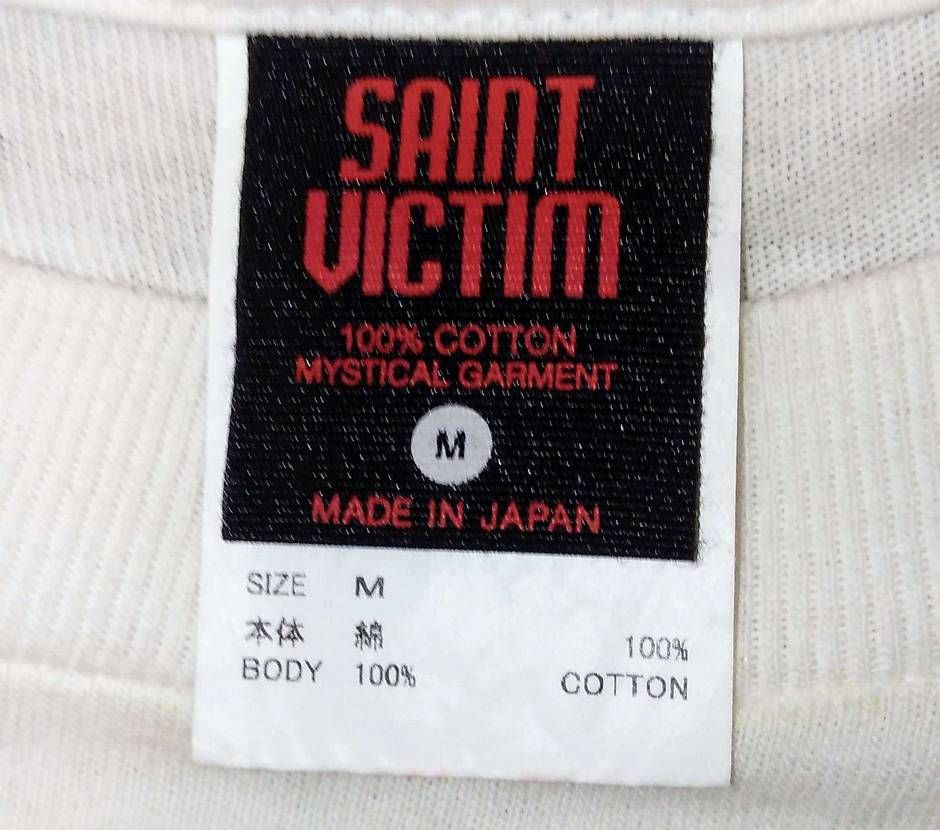 SAINT
VICTIM
100% COTTON
MYSTICAL GARMENT
M
MADE IN JAPAN
SIZE M
本体 綿
BODY 100%
100%
COTTON